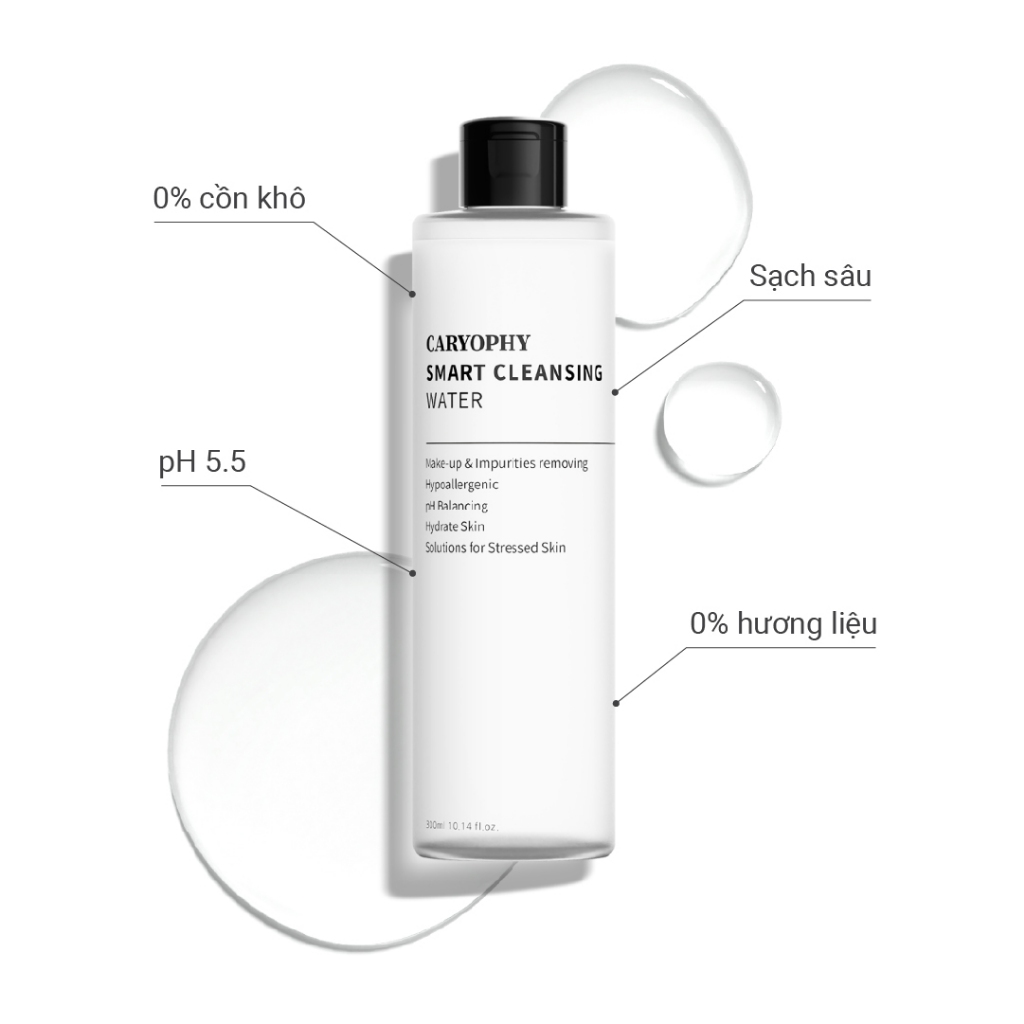 0% cồn khô
Sạch sâu
CARYOPHY
SMART CLEANSING
WATER
pH 5.5
Make-up & Impurities removing
Hypoallergenic
pH Balancing
Hydrate Skin
Solutions for Stressed Skin
0% hương liệu
300ml 10.14 fl.oz.